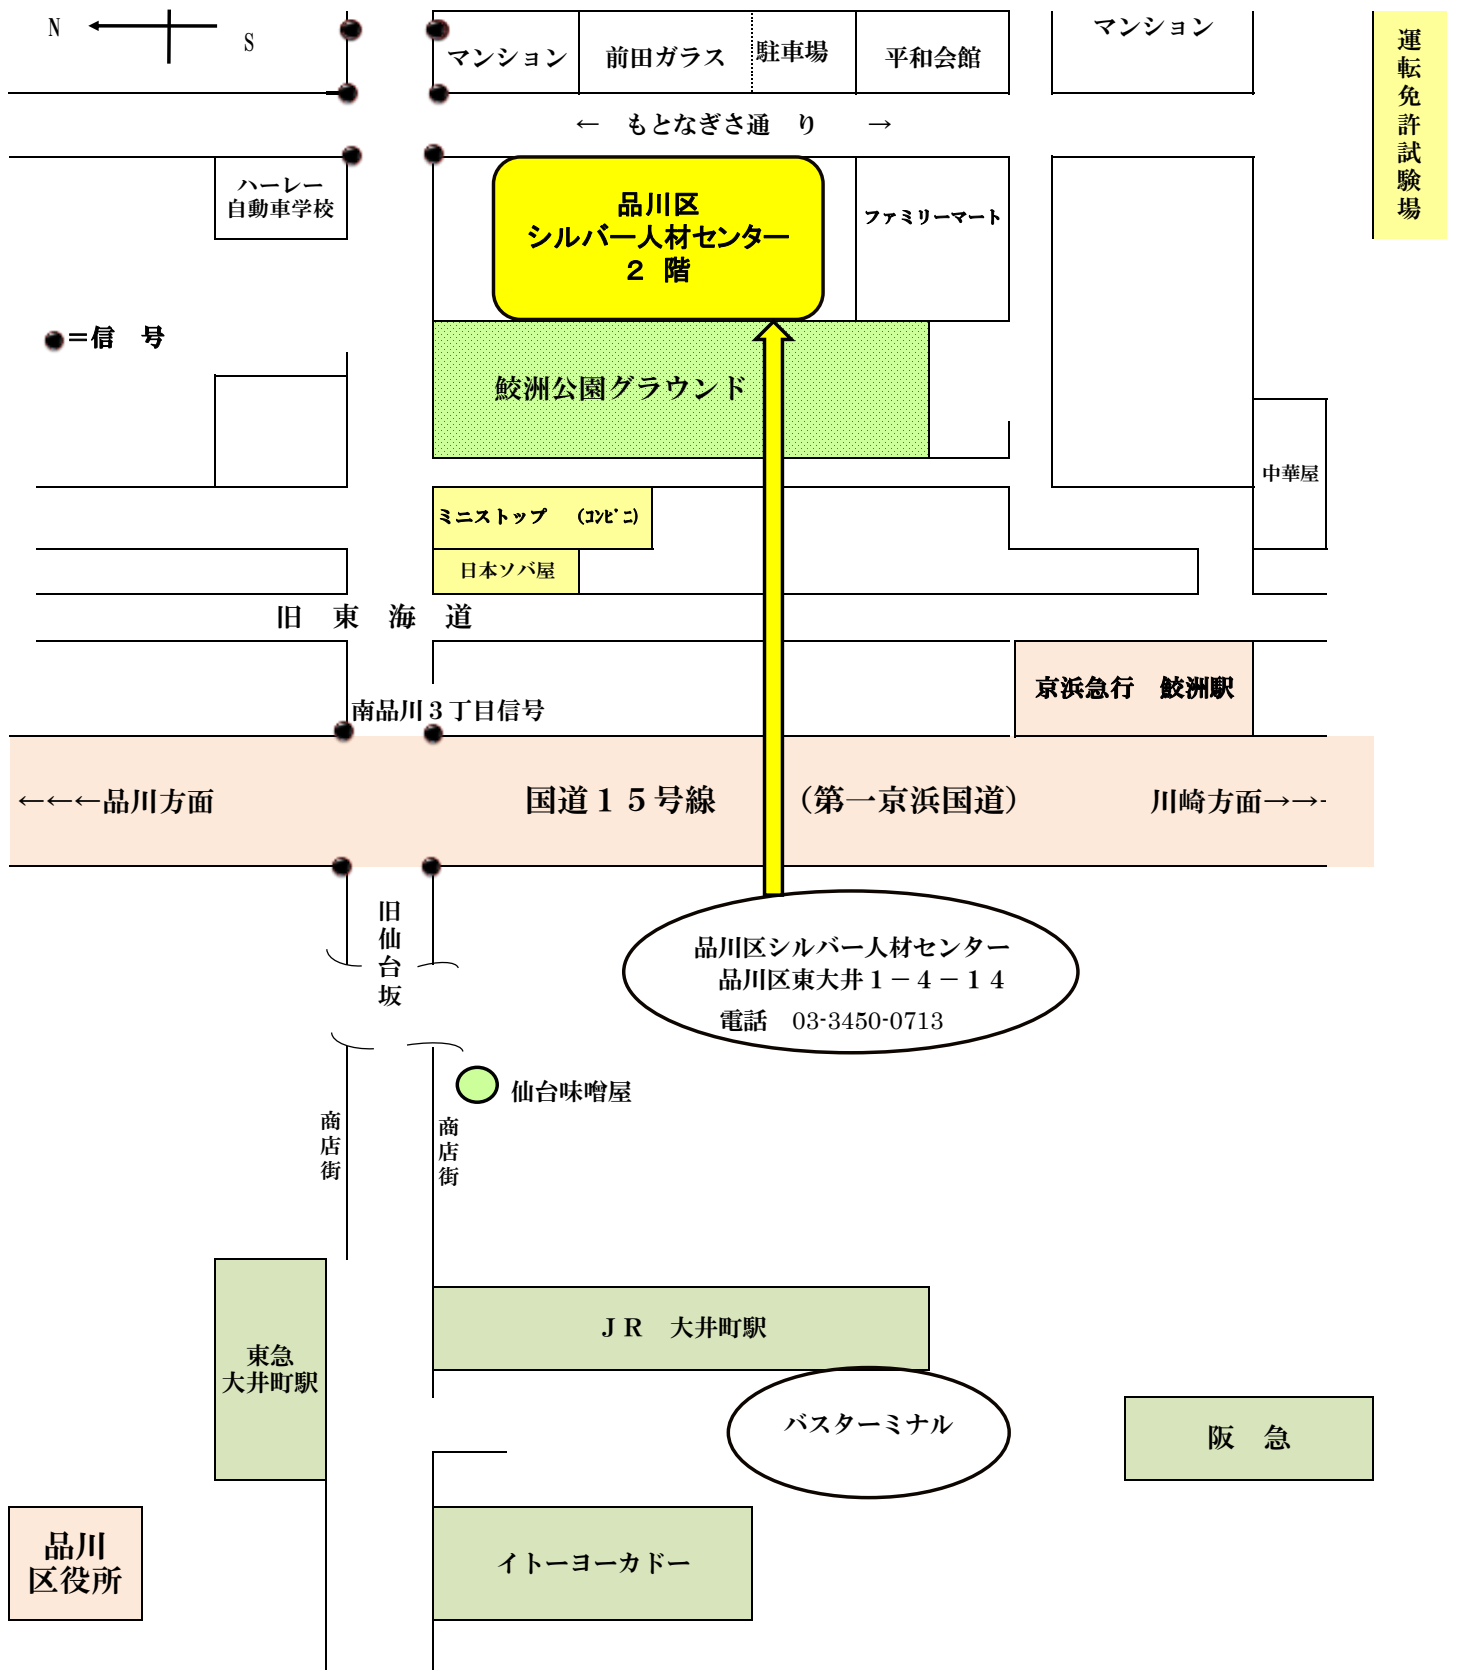 N
S
マンション
前田ガラス
駐車場
平和会館
マンション
運転免許試験場
← もとなぎさ通 り →
ハーレー
自動車学校
品川区
シルバー人材センター
２ 階
ファミリーマート
＝信 号
鮫洲公園グラウンド
中華屋
ミニストップ （ｺﾝﾋﾞﾆ）
日本ソバ屋
旧 東 海 道
京浜急行 鮫洲駅
南品川３丁目信号
←←←品川方面
国道１５号線 （第一京浜国道）
川崎方面→→-
旧仙台坂
品川区シルバー人材センター
品川区東大井１－４－１４
電話 03-3450-0713
仙台味噌屋
商店街
商店街
東急
大井町駅
ＪＲ 大井町駅
バスターミナル
阪 急
品川
区役所
イトーヨーカドー